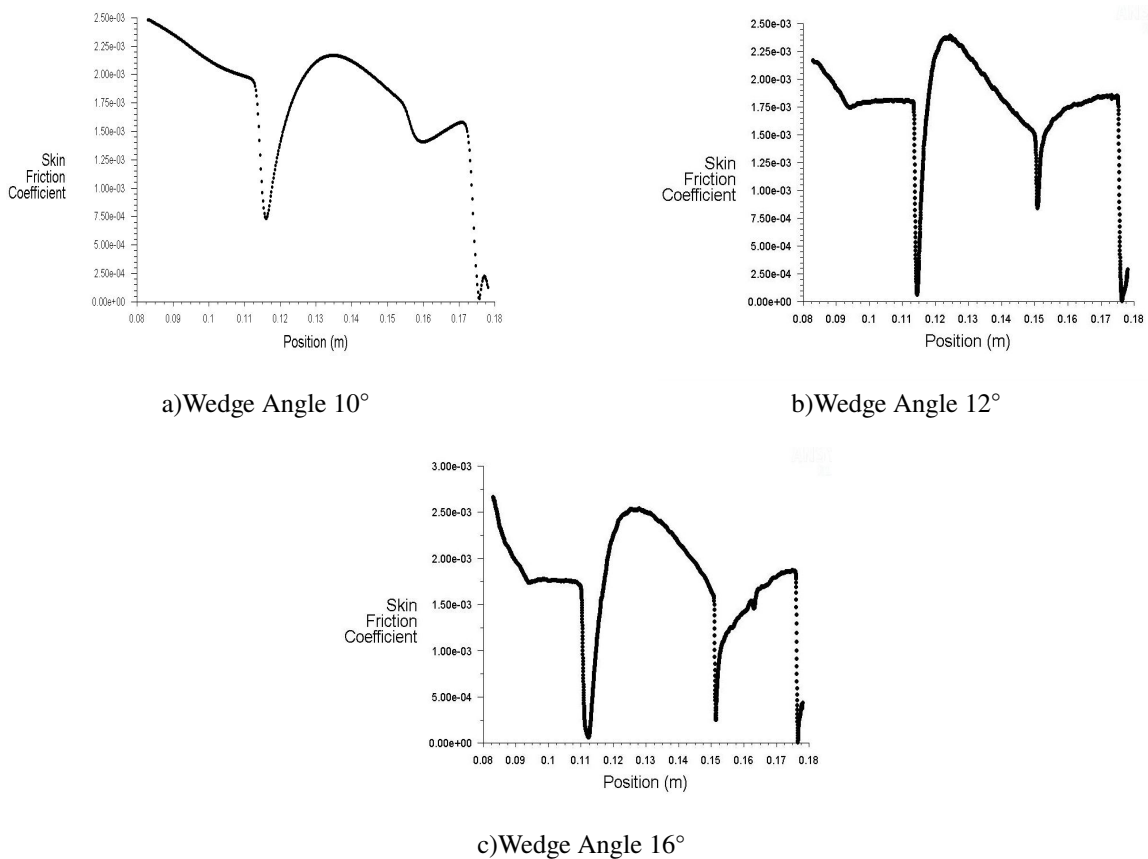 2.50e-03
2.25e-03
2.00e-03
1.75e-03
1.50e-03
Skin
Friction
Coefficient
1.25e-03
1.00e-03
7.50e-04
5.00e-04
2.50e-04
0.00e+00
0.08 0.09 0.1 0.11 0.12 0.13 0.14 0.15 0.16 0.17 0.18
Position (m)
a)Wedge Angle 10°
2.50e-03
2.25e-03
2.00e-03
1.75e-03
1.50e-03
Skin
Friction
Coefficient
1.25e-03
1.00e-03
7.50e-04
5.00e-04
2.50e-04
0.00e+00
0.08 0.09 0.1 0.11 0.12 0.13 0.14 0.15 0.16 0.17 0.18
Position (m)
b)Wedge Angle 12°
3.00e-03
2.50e-03
2.00e-03
1.50e-03
Skin
Friction
Coefficient
1.00e-03
5.00e-04
0.00e+00
0.08 0.09 0.1 0.11 0.12 0.13 0.14 0.15 0.16 0.17 0.18
Position (m)
c)Wedge Angle 16°